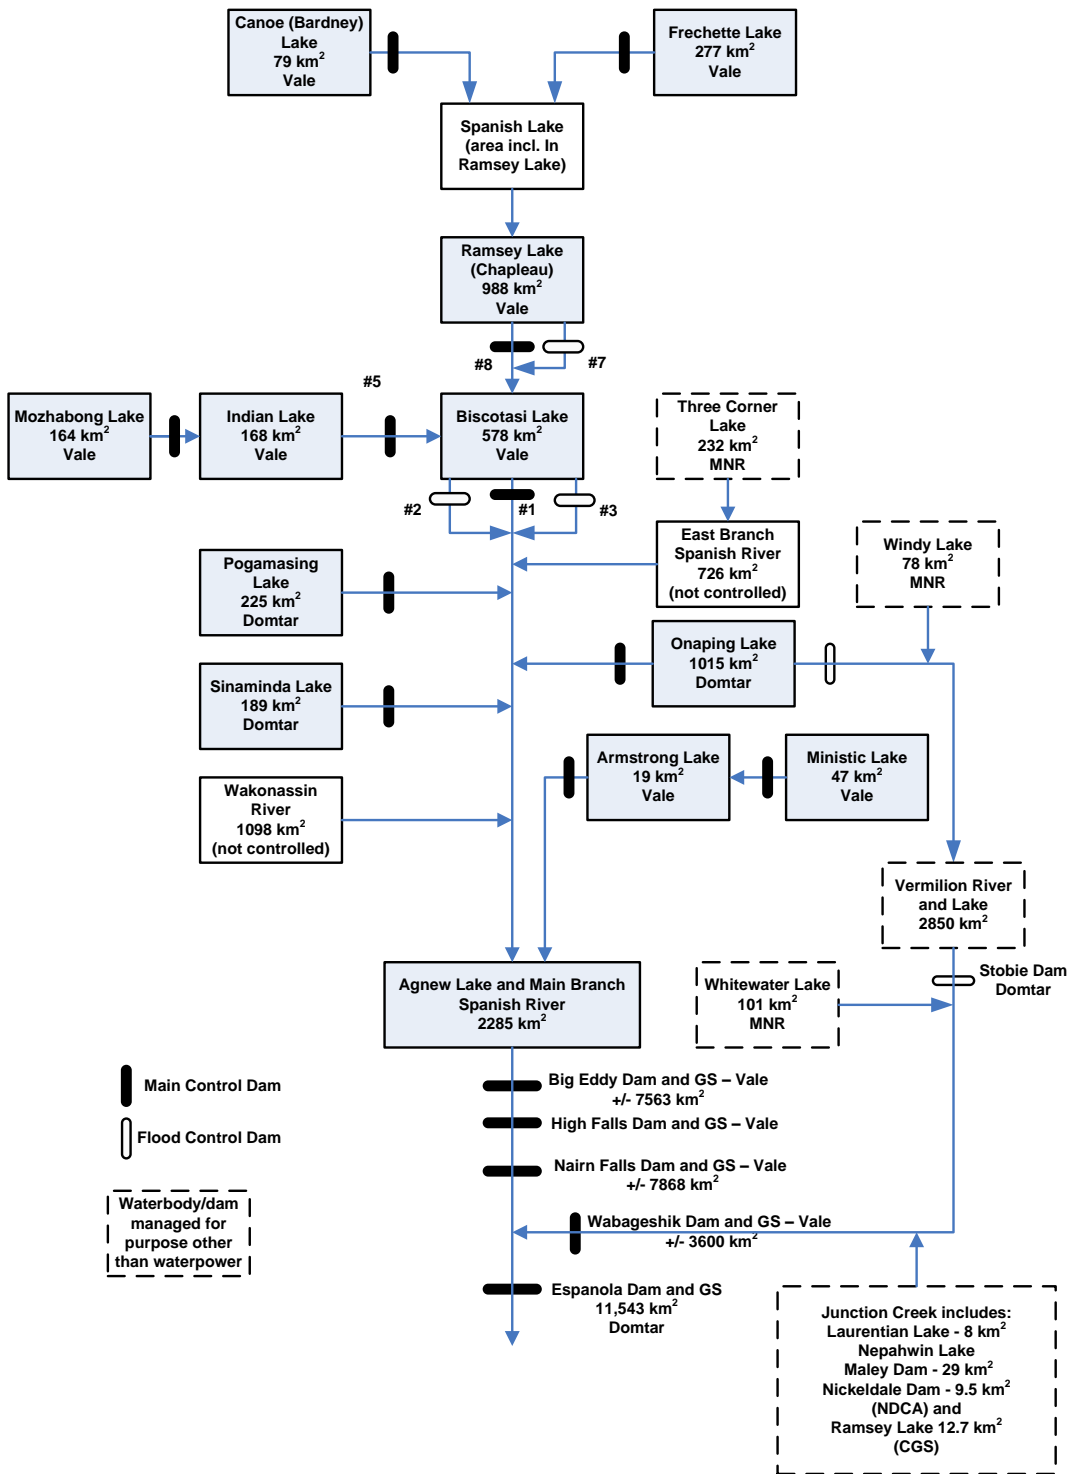 Canoe (Bardney)
Lake
79 km²
Vale
Frechette Lake
277 km²
Vale
Spanish Lake
(area incl. In
Ramsey Lake)
Ramsey Lake
(Chapleau)
988 km²
Vale
#8
#7
#5
Mozhabong Lake
164 km²
Vale
Indian Lake
168 km²
Vale
Biscotasi Lake
578 km²
Vale
Three Corner
Lake
232 km²
MNR
#2
#1
#3
East Branch
Spanish River
726 km²
(not controlled)
Windy Lake
78 km²
MNR
Pogamasing
Lake
225 km²
Domtar
Onaping Lake
1015 km²
Domtar
Sinaminda Lake
189 km²
Domtar
Armstrong Lake
19 km²
Vale
Ministic Lake
47 km²
Vale
Wakonassin
River
1098 km²
(not controlled)
Vermilion River
and Lake
2850 km²
Agnew Lake and Main Branch
Spanish River
2285 km²
Whitewater Lake
101 km²
MNR
Stobie Dam
Domtar
Main Control Dam
Flood Control Dam
Waterbody/dam
managed for
purpose other
than waterpower
Big Eddy Dam and GS – Vale
+/- 7563 km²
High Falls Dam and GS – Vale
Nairn Falls Dam and GS – Vale
+/- 7868 km²
Wabageshik Dam and GS – Vale
+/- 3600 km²
Espanola Dam and GS
11,543 km²
Domtar
Junction Creek includes:
Laurentian Lake - 8 km²
Nepahwin Lake
Maley Dam - 29 km²
Nickeldale Dam - 9.5 km²
(NDCA) and
Ramsey Lake 12.7 km²
(CGS)